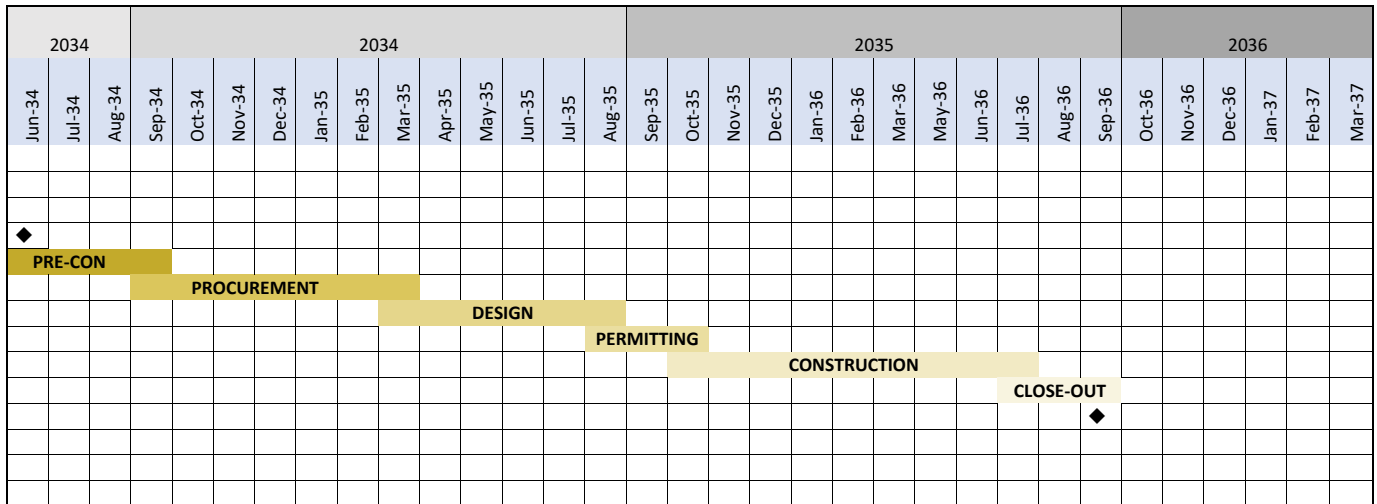 2034 2034 2035 2036
Jun-34 Jul-34 Aug-34 Sep-34 Oct-34 Nov-34 Dec-34 Jan-35 Feb-35 Mar-35 Apr-35 May-35 Jun-35 Jul-35 Aug-35 Sep-35 Oct-35 Nov-35 Dec-35 Jan-36 Feb-36 Mar-36 May-36 Jun-36 Jul-36 Aug-36 Sep-36 Oct-36 Nov-36 Dec-36 Jan-37 Feb-37 Mar-37
PRE-CON
PROCUREMENT
DESIGN
PERMITTING
CONSTRUCTION
CLOSE-OUT